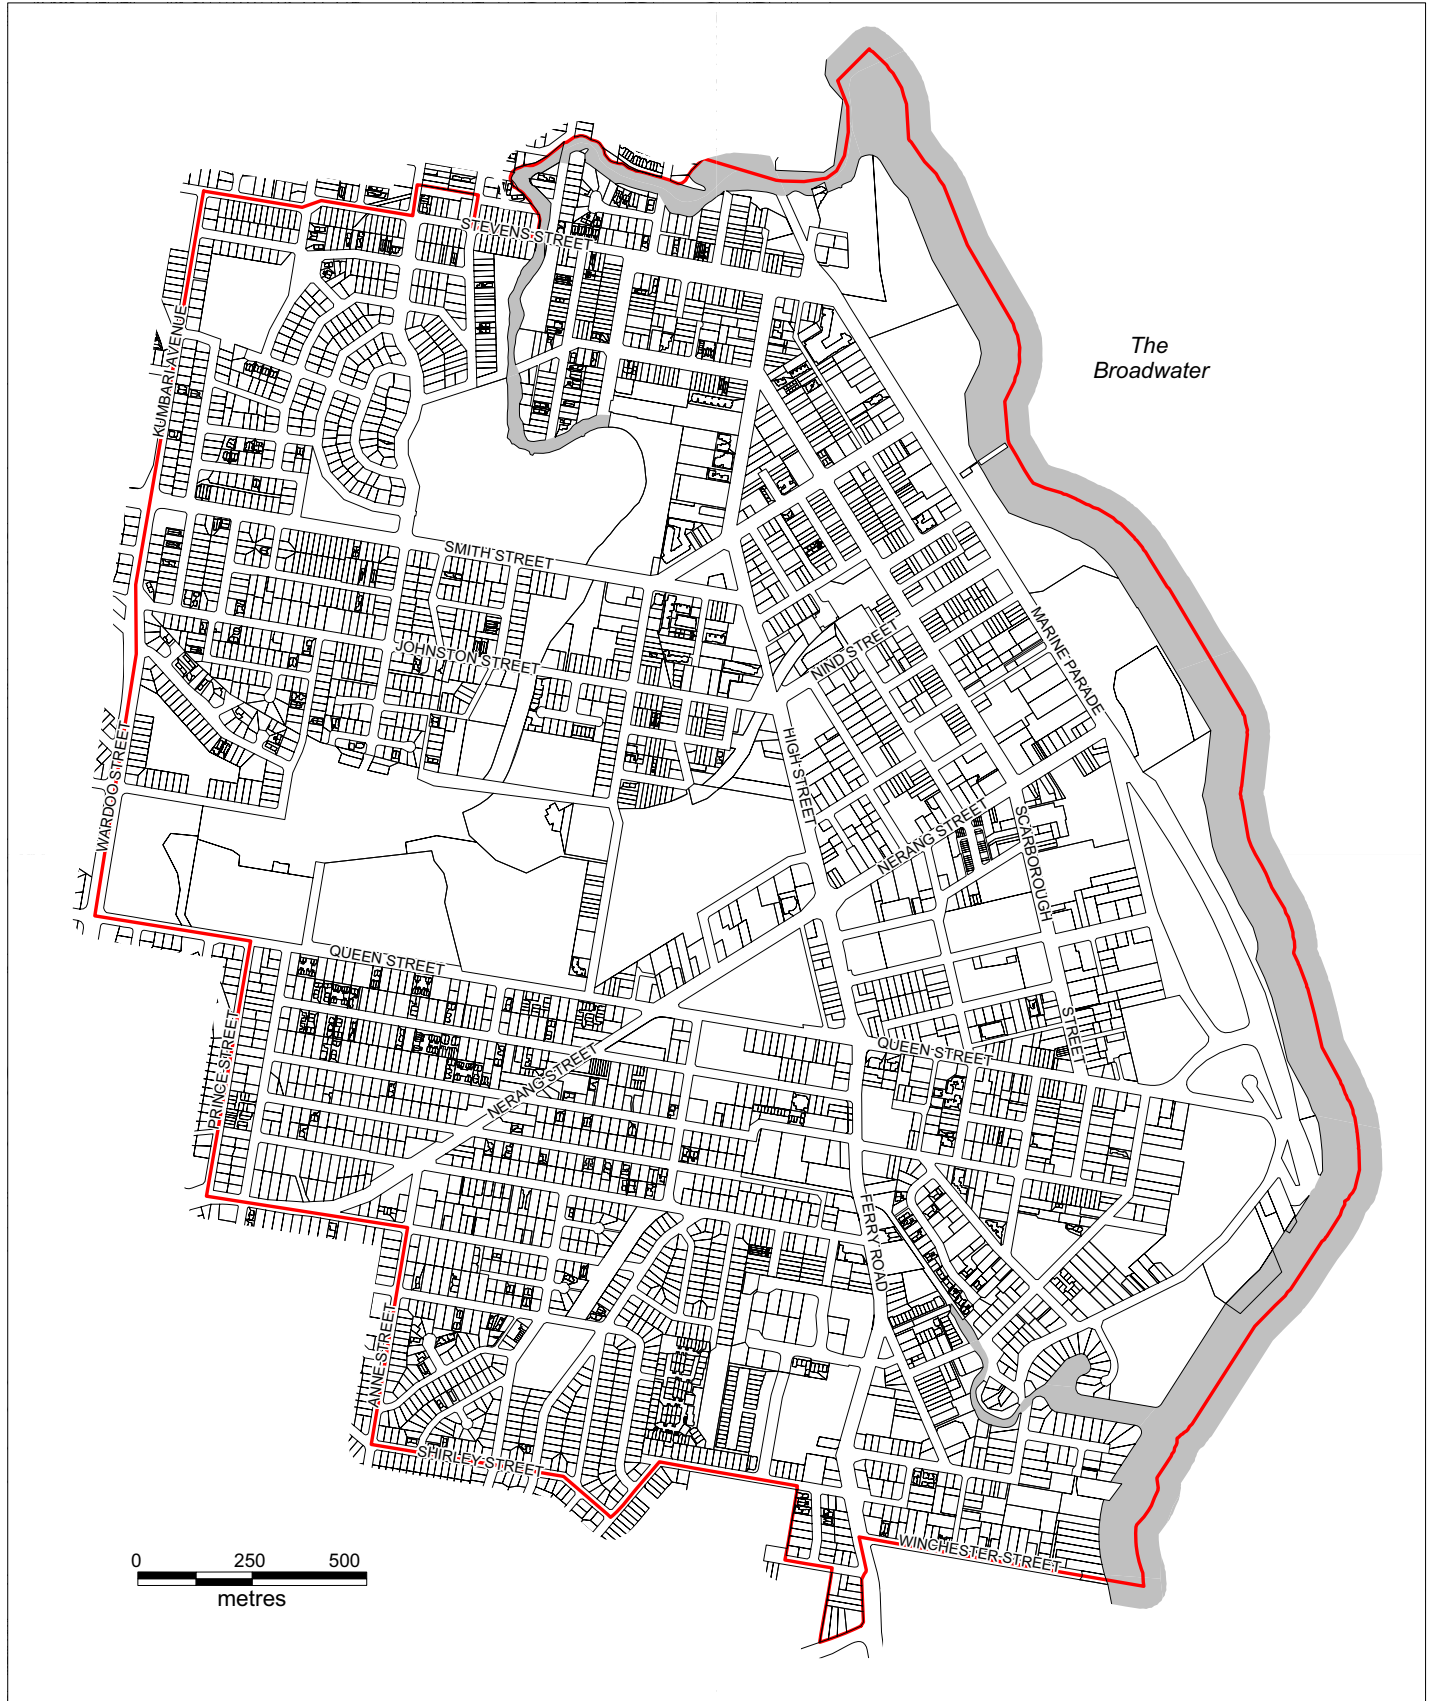 STEVENS STREET
The
Broadwater
KUMBARI AVENUE
SMITH STREET
MARINE PARADE
NIND STREET
JOHNSTON STREET
HIGH STREET
WARDOO STREET
NERANG STREET
SCARBOROUGH
STREET
QUEEN STREET
QUEEN STREET
PRINCE STREET
NERANG STREET
FERRY ROAD
ANNE STREET
SHIRLEY STREET
WINCHESTER STREET
0 250 500
metres